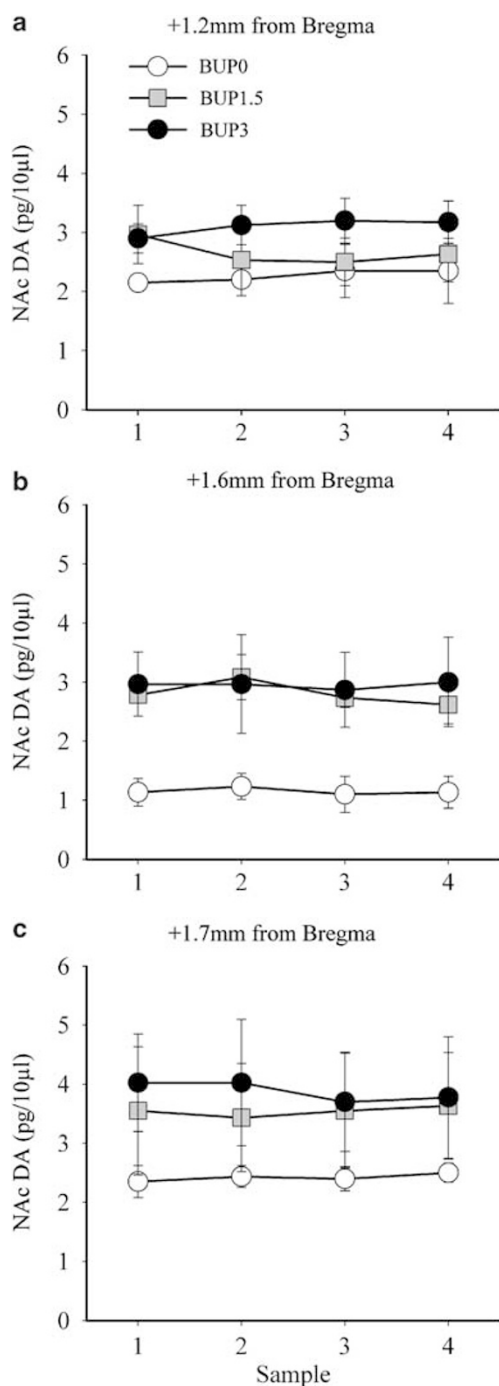 a
+1.2mm from Bregma
6
BUP0
BUP1.5
5
BUP3
4
3
2
1
0
NAc DA (pg/10µl)
1 2 3 4
b
+1.6mm from Bregma
6
5
4
3
2
1
0
NAc DA (pg/10µl)
1 2 3 4
c
+1.7mm from Bregma
6
5
4
3
2
1
0
NAc DA (pg/10µl)
1 2 3 4
Sample